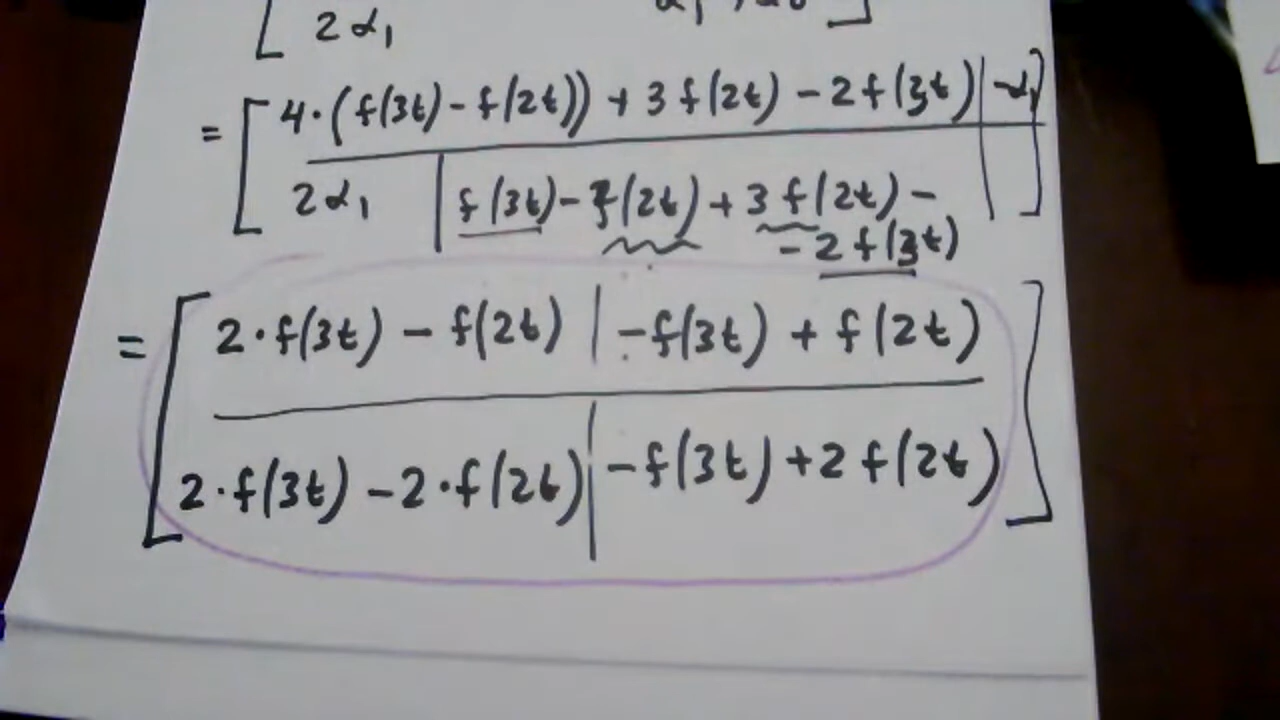 [ 2α₁ ]
= [ 4·(f(3t) - f(2t)) + 3f(2t) - 2f(3t) | -α₁ ]
2α₁ | f(3t) - f(2t) + 3f(2t) -
- 2f(3t)
= [ 2·f(3t) - f(2t) | -f(3t) + f(2t) ]
2·f(3t) - 2·f(2t) | -f(3t) + 2f(2t)